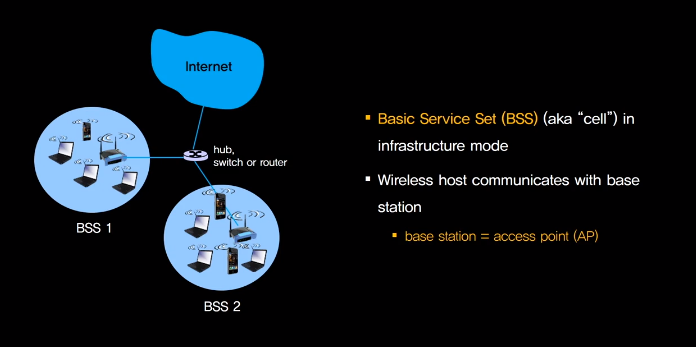 Internet
hub,
switch or router
BSS 1
BSS 2
▪ Basic Service Set (BSS) (aka “cell”) in
infrastructure mode
▪ Wireless host communicates with base
station
▪ base station = access point (AP)